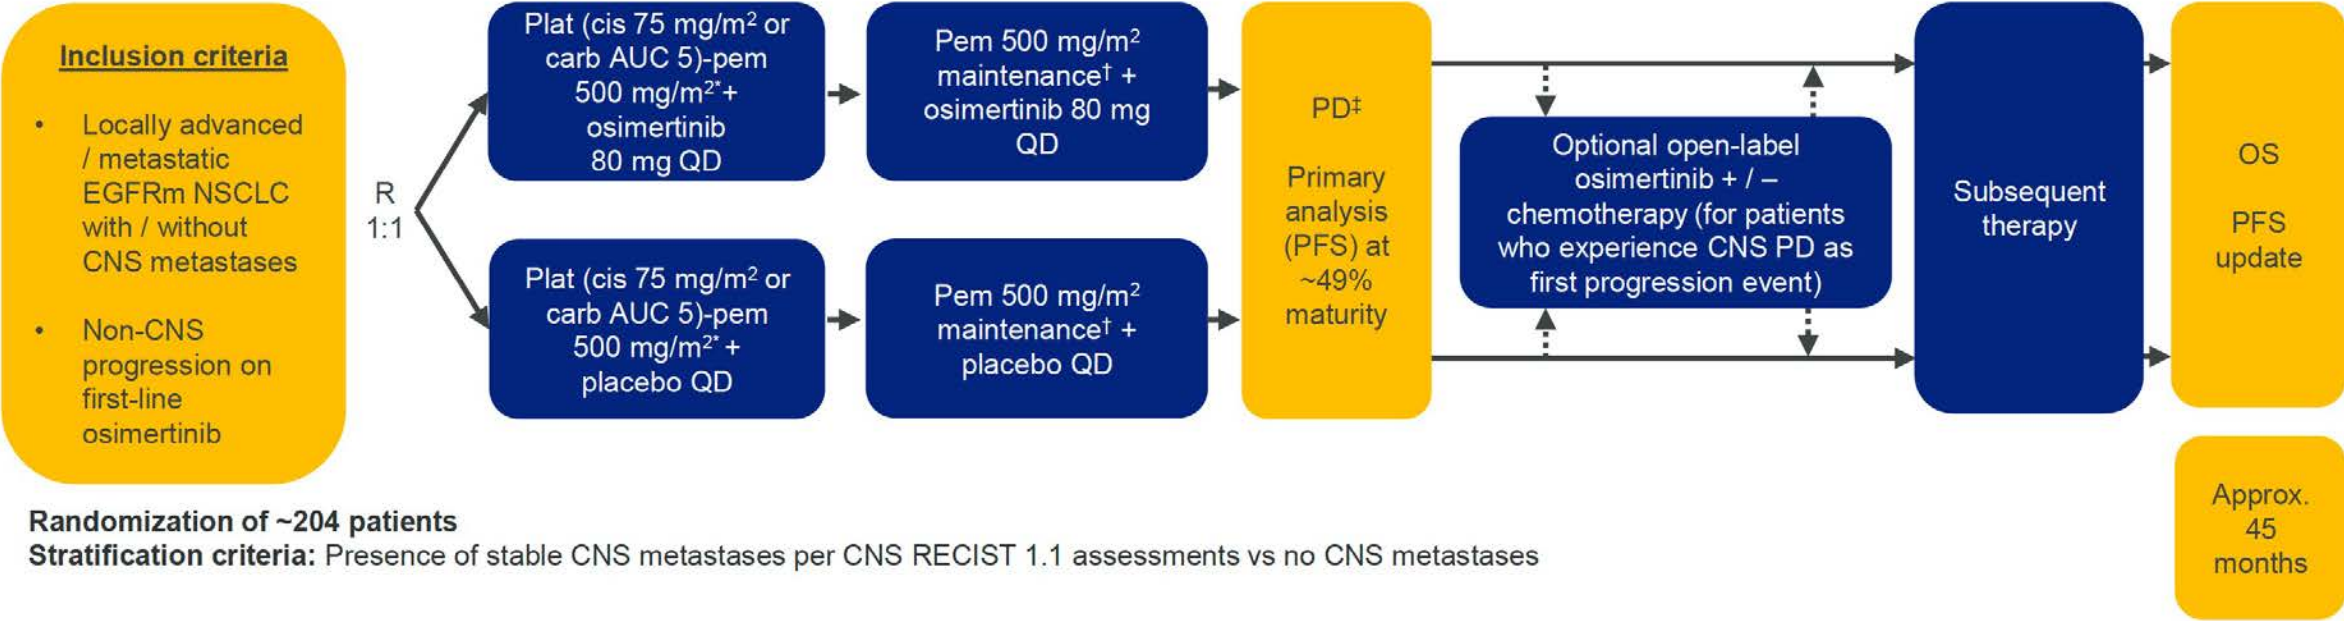 Inclusion criteria
• Locally advanced
/ metastatic
EGFRm NSCLC
with / without
CNS metastases
• Non-CNS
progression on
first-line
osimertinib
R
1:1
Plat (cis 75 mg/m² or
carb AUC 5)-pem
500 mg/m²*+
osimertinib
80 mg QD
Pem 500 mg/m²
maintenance† +
osimertinib 80 mg
QD
Plat (cis 75 mg/m² or
carb AUC 5)-pem
500 mg/m²* +
placebo QD
Pem 500 mg/m²
maintenance† +
placebo QD
PD‡
Primary
analysis
(PFS) at
~49%
maturity
Optional open-label
osimertinib + / –
chemotherapy (for patients
who experience CNS PD as
first progression event)
Subsequent
therapy
OS
PFS
update
Approx.
45
months
Randomization of ~204 patients
Stratification criteria: Presence of stable CNS metastases per CNS RECIST 1.1 assessments vs no CNS metastases